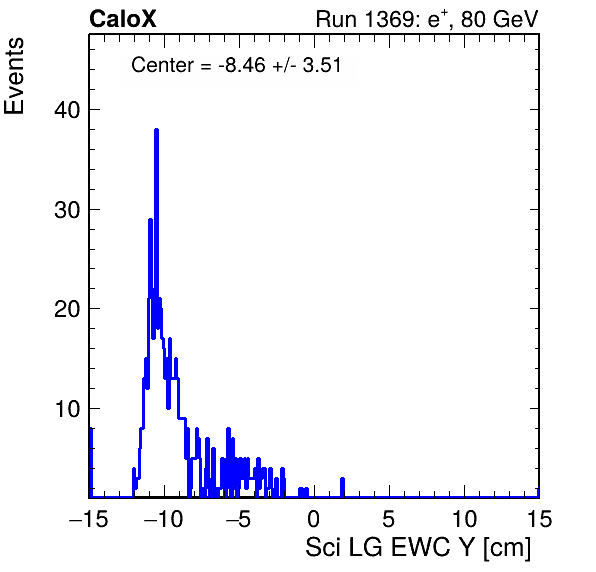 CaloX Run 1369: e⁺, 80 GeV
Center = -8.46 +/- 3.51
Events
40
30
20
10
−15 −10 −5 0 5 10 15
Sci LG EWC Y [cm]